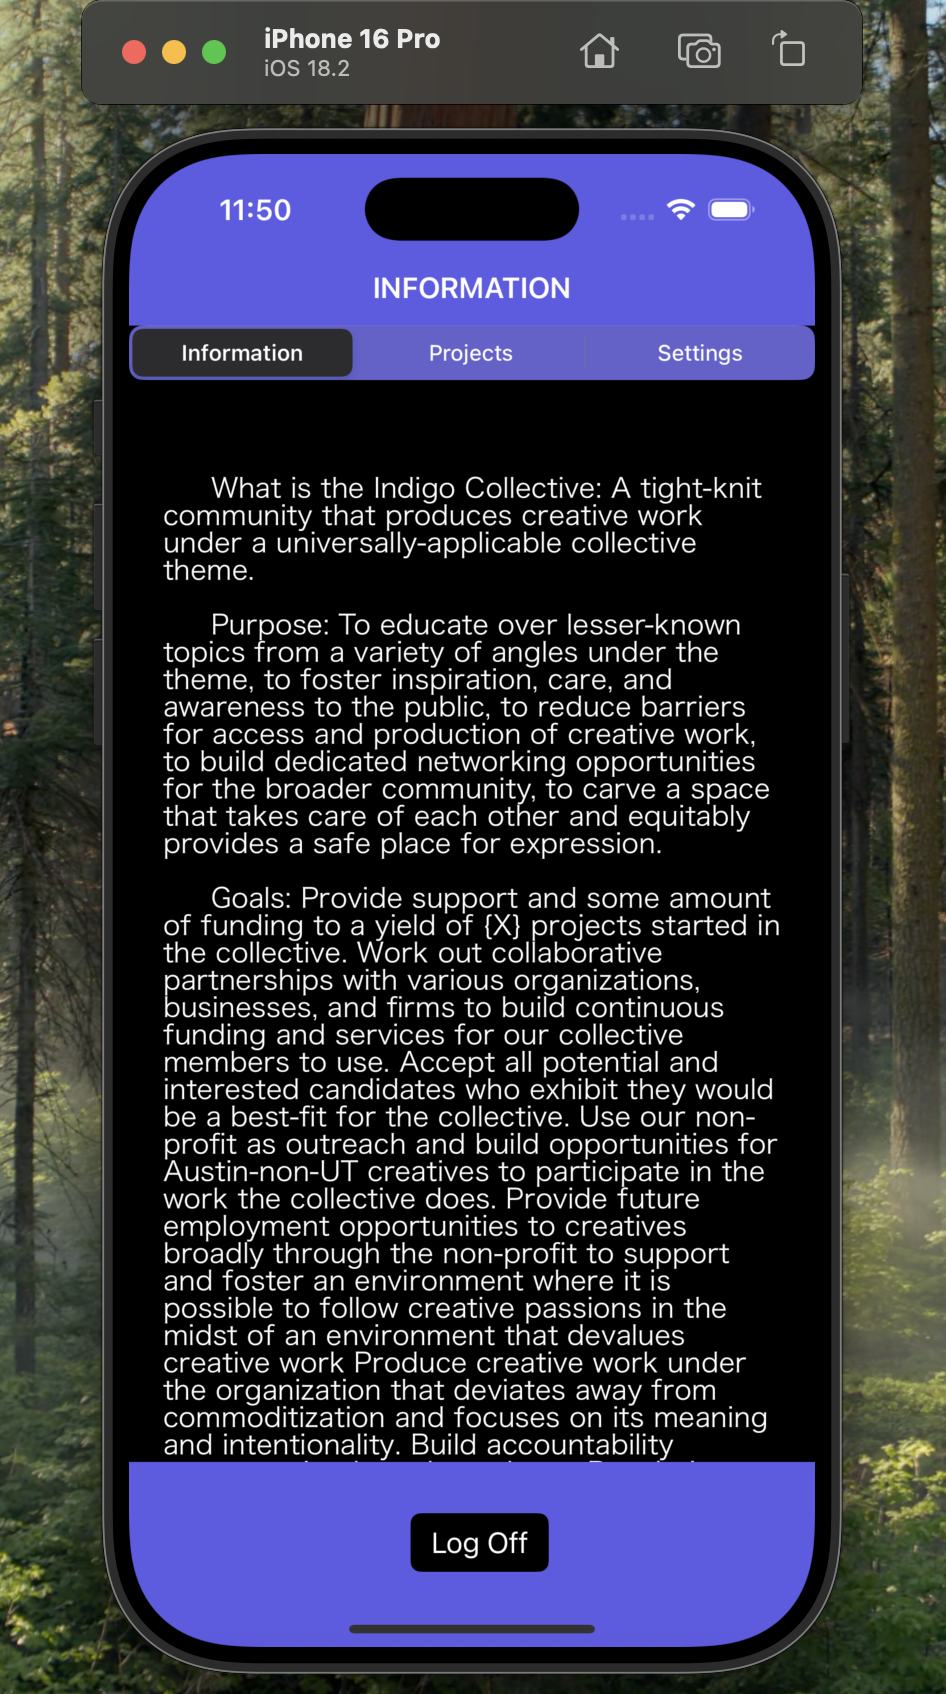 iPhone 16 Pro
iOS 18.2
11:50
INFORMATION
Information
Projects
Settings
What is the Indigo Collective: A tight-knit
community that produces creative work
under a universally-applicable collective
theme.
Purpose: To educate over lesser-known
topics from a variety of angles under the
theme, to foster inspiration, care, and
awareness to the public, to reduce barriers
for access and production of creative work,
to build dedicated networking opportunities
for the broader community, to carve a space
that takes care of each other and equitably
provides a safe place for expression.
Goals: Provide support and some amount
of funding to a yield of {X} projects started in
the collective. Work out collaborative
partnerships with various organizations,
businesses, and firms to build continuous
funding and services for our collective
members to use. Accept all potential and
interested candidates who exhibit they would
be a best-fit for the collective. Use our non-
profit as outreach and build opportunities for
Austin-non-UT creatives to participate in the
work the collective does. Provide future
employment opportunities to creatives
broadly through the non-profit to support
and foster an environment where it is
possible to follow creative passions in the
midst of an environment that devalues
creative work Produce creative work under
the organization that deviates away from
commoditization and focuses on its meaning
and intentionality. Build accountability
Log Off